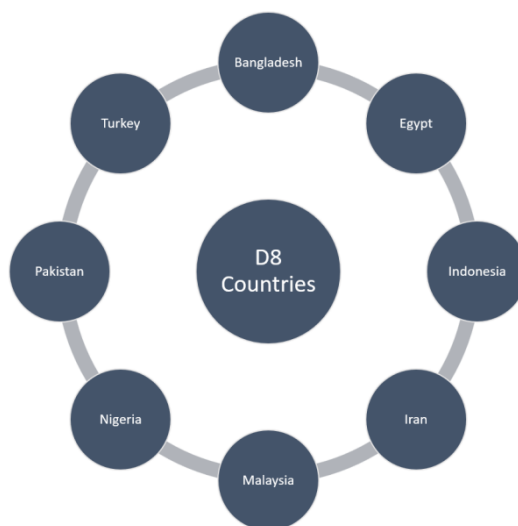 Bangladesh
Turkey
Egypt
Pakistan
D8
Countries
Indonesia
Nigeria
Iran
Malaysia